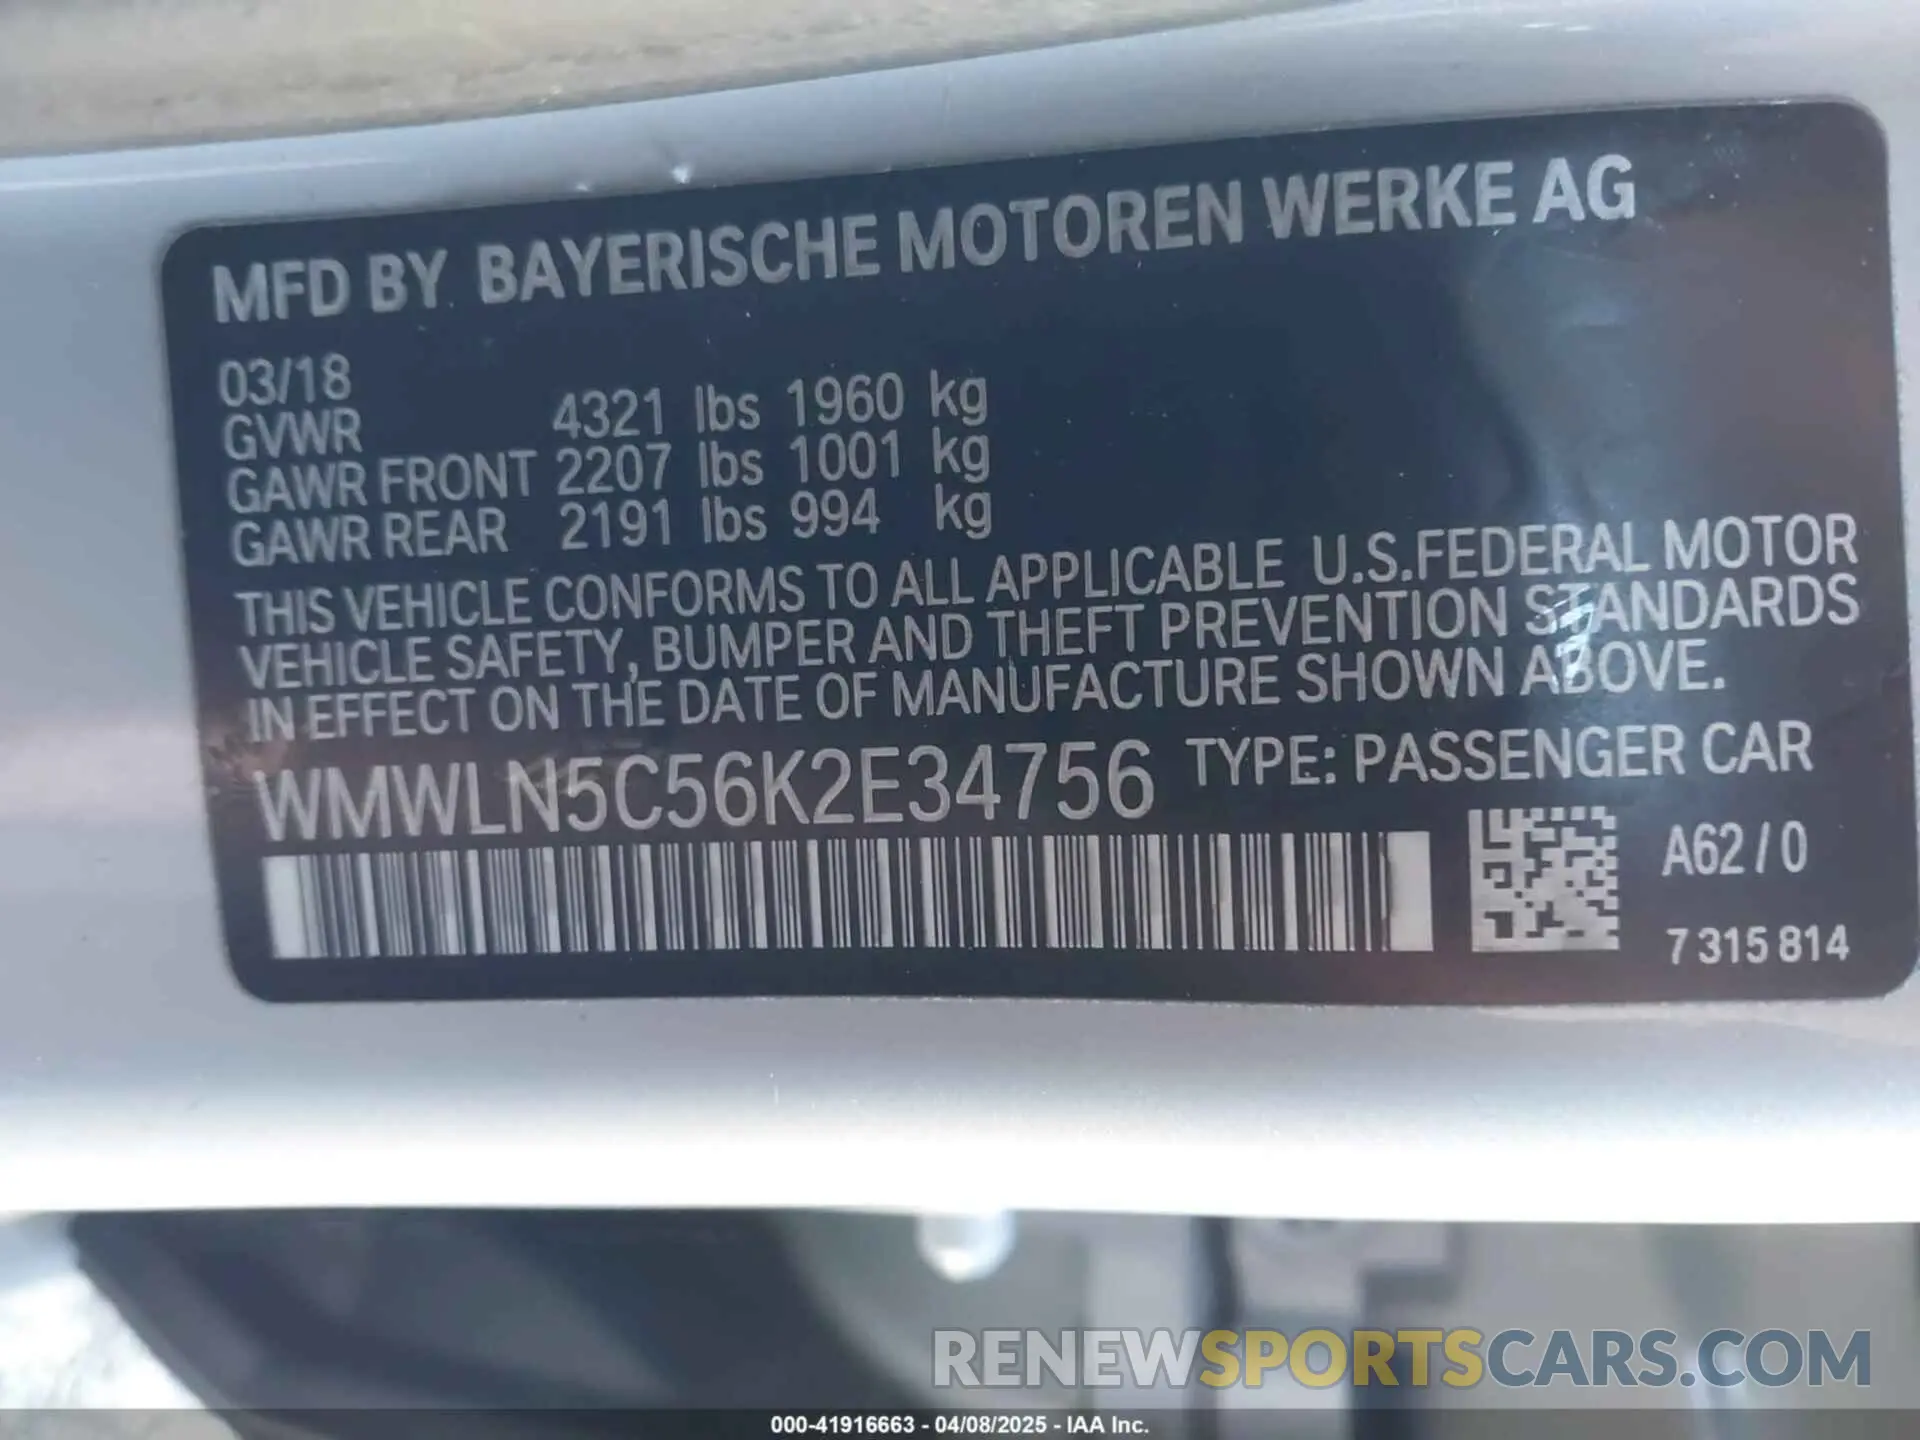 MFD BY BAYERISCHE MOTOREN WERKE AG
03/18
GVWR 4321 lbs 1960 kg
GAWR FRONT 2207 lbs 1001 kg
GAWR REAR 2191 lbs 994 kg
THIS VEHICLE CONFORMS TO ALL APPLICABLE U.S.FEDERAL MOTOR
VEHICLE SAFETY, BUMPER AND THEFT PREVENTION STANDARDS
IN EFFECT ON THE DATE OF MANUFACTURE SHOWN ABOVE.
WMWLN5C56K2E34756 TYPE: PASSENGER CAR
A62/0
7 315 814
RENEWSPORTSCARS.COM
000-41916663 - 04/08/2025 - IAA Inc.